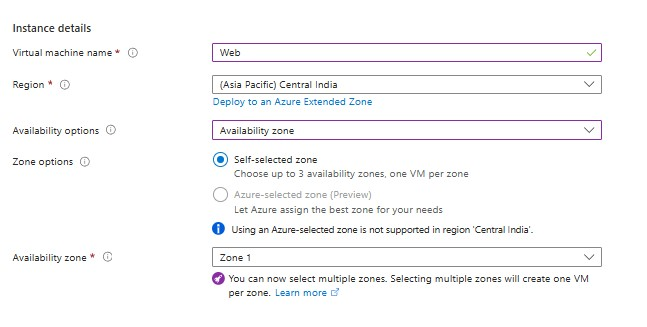 Instance details
Virtual machine name *
Web
Region *
(Asia Pacific) Central India
Deploy to an Azure Extended Zone
Availability options
Availability zone
Zone options
Self-selected zone
Choose up to 3 availability zones, one VM per zone
Azure-selected zone (Preview)
Let Azure assign the best zone for your needs
Using an Azure-selected zone is not supported in region 'Central India'.
Availability zone *
Zone 1
You can now select multiple zones. Selecting multiple zones will create one VM
per zone. Learn more